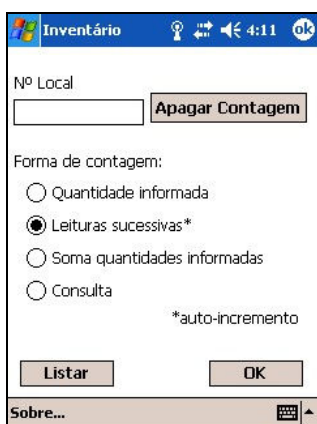 Inventário 4:11 ok
Nº Local
Apagar Contagem
Forma de contagem:
Quantidade informada
Leituras sucessivas*
Soma quantidades informadas
Consulta
*auto-incremento
Listar OK
Sobre...